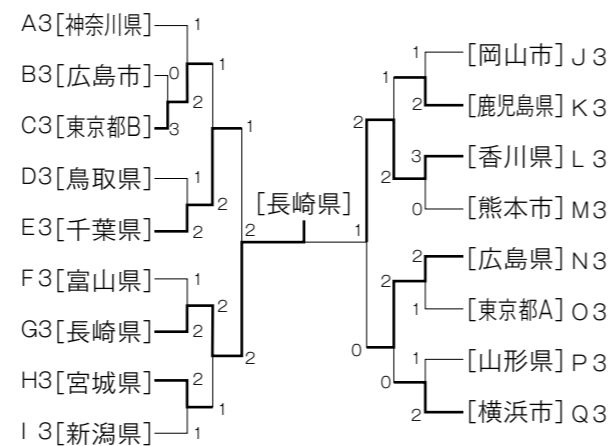 A3[神奈川県]
1
B3[広島市]
0
1
2
C3[東京都B]
3
1
D3[鳥取県]
1
2
E3[千葉県]
2
F3[富山県]
1
2
2
G3[長崎県]
2
2
H3[宮城県]
2
1
I3[新潟県]
1
[長崎県]
1
[岡山市]J3
1
2
[鹿児島県]K3
2
1
[香川県]L3
3
2
[熊本市]M3
0
1
[広島県]N3
2
2
[東京都A]O3
1
0
[山形県]P3
1
0
[横浜市]Q3
2